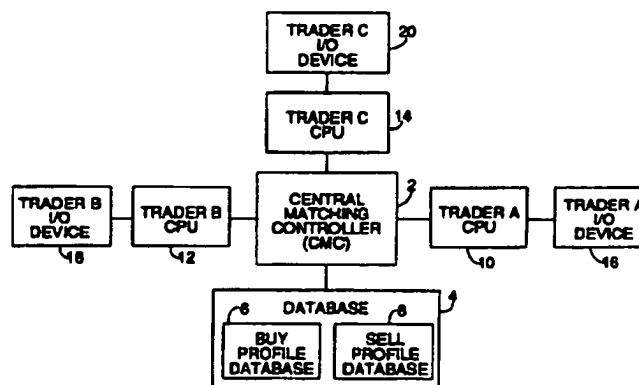 TRADER C
I/O
DEVICE
20
TRADER C
CPU
14
TRADER B
I/O
DEVICE
18
TRADER B
CPU
12
CENTRAL
MATCHING
CONTROLLER
(CMC)
2
TRADER A
CPU
10
TRADER A
I/O
DEVICE
16
DATABASE
4
6
BUY
PROFILE
DATABASE
8
SELL
PROFILE
DATABASE